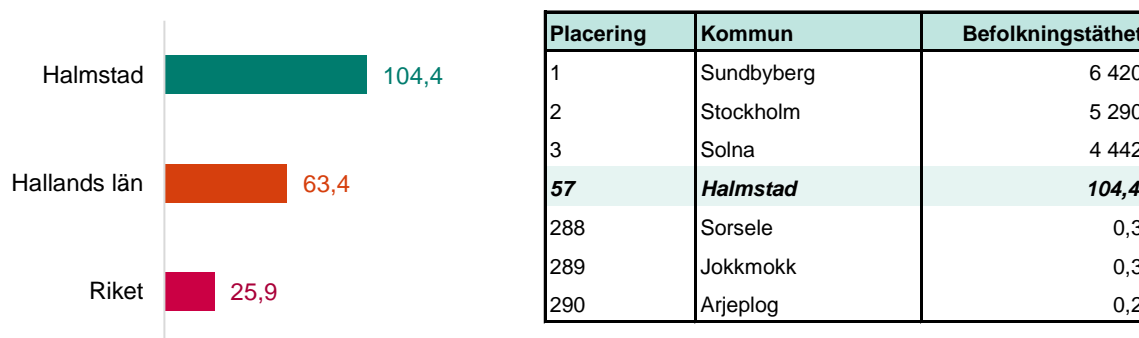 Halmstad 104,4
Hallands län 63,4
Riket 25,9
Placering Kommun Befolkningstäthet
1 Sundbyberg 6 420
2 Stockholm 5 290
3 Solna 4 442
57 Halmstad 104,4
288 Sorsele 0,3
289 Jokkmokk 0,3
290 Arjeplog 0,2